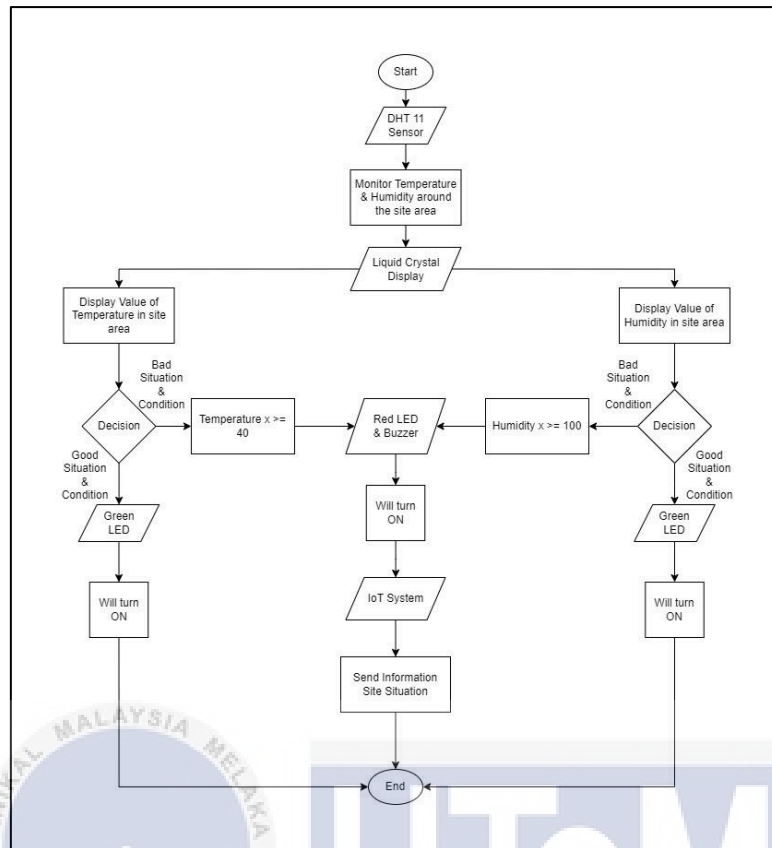 Start
DHT 11
Sensor
Monitor Temperature
& Humidity around
the site area
Liquid Crystal
Display
Display Value of
Temperature in site
area
Display Value of
Humidity in site area
Bad
Situation
&
Condition
Decision
Temperature x >=
40
Red LED
& Buzzer
Humidity x >= 100
Bad
Situation
&
Condition
Decision
Good
Situation
&
Condition
Green
LED
Will turn
ON
Will turn
ON
IoT System
Send Information
Site Situation
Good
Situation
&
Condition
Green
LED
Will turn
ON
End
MALAYSIA
UTeM